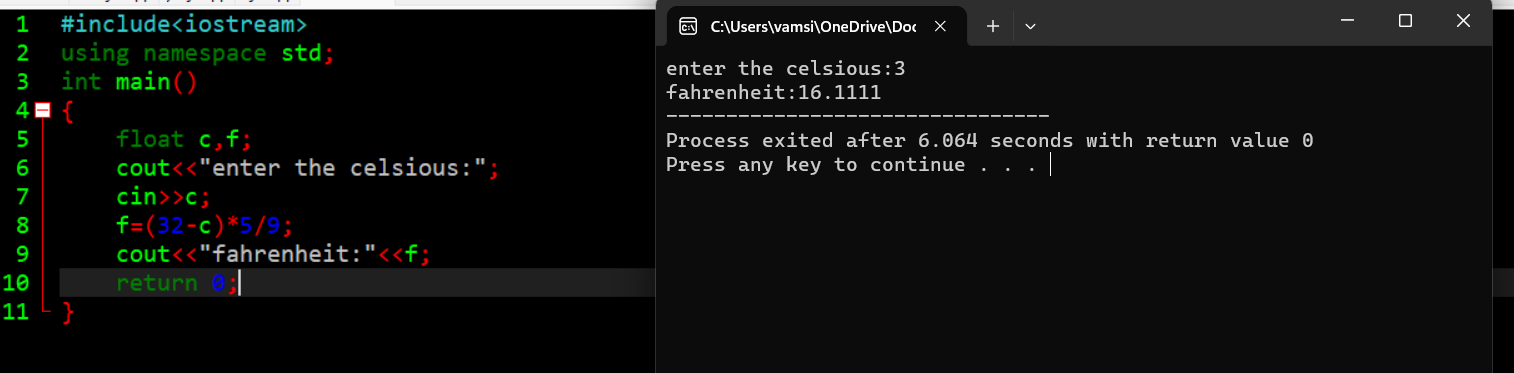 1 #include<iostream>
2 using namespace std;
3 int main()
4 {
5 float c,f;
6 cout<<"enter the celsious:";
7 cin>>c;
8 f=(32-c)*5/9;
9 cout<<"fahrenheit:"<<f;
10 return 0;
11 }
C:\Users\vamsi\OneDrive\Doc
enter the celsious:3
fahrenheit:16.1111
--------------------------------
Process exited after 6.064 seconds with return value 0
Press any key to continue . . .